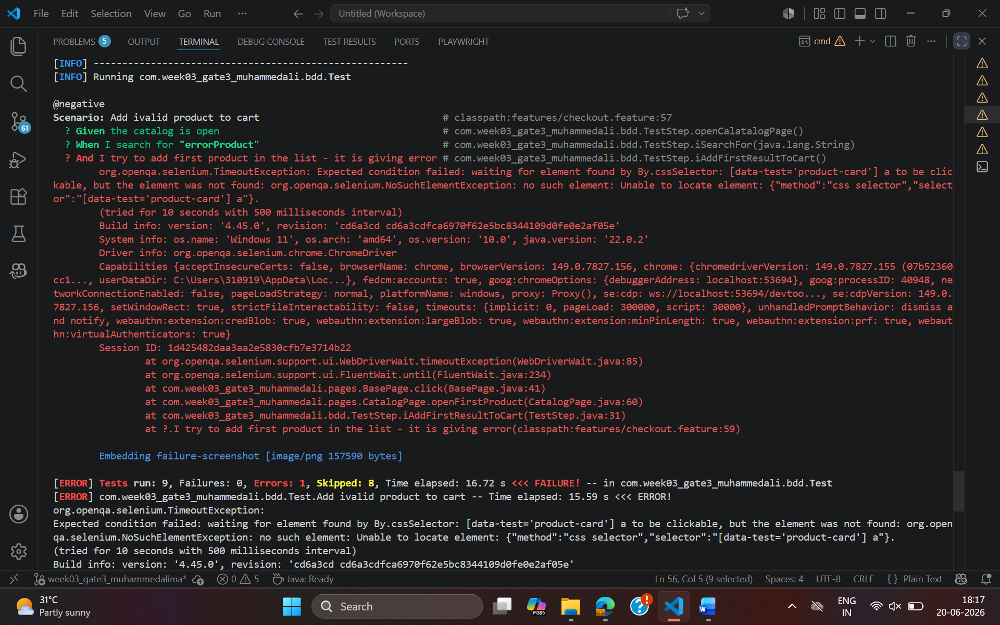 File Edit Selection View Go Run ··· Untitled (Workspace)
PROBLEMS 5 OUTPUT TERMINAL DEBUG CONSOLE TEST RESULTS PORTS PLAYWRIGHT cmd
[INFO] -------------------------------------------------------
[INFO] Running com.week03_gate3_muhammedali.bdd.Test
@negative
Scenario: Add ivalid product to cart # classpath:features/checkout.feature:57
? Given the catalog is open # com.week03_gate3_muhammedali.bdd.TestStep.openCalatalogPage()
? When I search for "errorProduct" # com.week03_gate3_muhammedali.bdd.TestStep.iSearchFor(java.lang.String)
? And I try to add first product in the list - it is giving error # com.week03_gate3_muhammedali.bdd.TestStep.iAddFirstResultToCart()
org.openqa.selenium.TimeoutException: Expected condition failed: waiting for element found by By.cssSelector: [data-test='product-card'] a to be clic
kable, but the element was not found: org.openqa.selenium.NoSuchElementException: no such element: Unable to locate element: {"method":"css selector","select
or":"[data-test='product-card'] a"}.
(tried for 10 seconds with 500 milliseconds interval)
Build info: version: '4.45.0', revision: 'cd6a3cd cd6a3cdfca6970f62e5bc8344109d0fe0e2af05e'
System info: os.name: 'Windows 11', os.arch: 'amd64', os.version: '10.0', java.version: '22.0.2'
Driver info: org.openqa.selenium.chrome.ChromeDriver
Capabilities {acceptInsecureCerts: false, browserName: chrome, browserVersion: 149.0.7827.156, chrome: {chromedriverVersion: 149.0.7827.155 (07b52360
cc1..., userDataDir: C:\Users\310919\AppData\Loc...}, fedcm:accounts: true, goog:chromeOptions: {debuggerAddress: localhost:53694}, goog:processID: 40948, ne
tworkConnectionEnabled: false, pageLoadStrategy: normal, platformName: windows, proxy: Proxy(), se:cdp: ws://localhost:53694/devtoo..., se:cdpVersion: 149.0.
7827.156, setWindowRect: true, strictFileInteractability: false, timeouts: {implicit: 0, pageLoad: 300000, script: 30000}, unhandledPromptBehavior: dismiss a
nd notify, webauthn:extension:credBlob: true, webauthn:extension:largeBlob: true, webauthn:extension:minPinLength: true, webauthn:extension:prf: true, webaut
hn:virtualAuthenticators: true}
Session ID: 1d425482daa3aa2e5830cfb7e3714b22
at org.openqa.selenium.support.ui.WebDriverWait.timeoutException(WebDriverWait.java:85)
at org.openqa.selenium.support.ui.FluentWait.until(FluentWait.java:234)
at com.week03_gate3_muhammedali.pages.BasePage.click(BasePage.java:41)
at com.week03_gate3_muhammedali.pages.CatalogPage.openFirstProduct(CatalogPage.java:60)
at com.week03_gate3_muhammedali.bdd.TestStep.iAddFirstResultToCart(TestStep.java:31)
at ?.I try to add first product in the list - it is giving error(classpath:features/checkout.feature:59)
Embedding failure-screenshot [image/png 157590 bytes]
[ERROR] Tests run: 9, Failures: 0, Errors: 1, Skipped: 8, Time elapsed: 16.72 s <<< FAILURE! -- in com.week03_gate3_muhammedali.bdd.Test
[ERROR] com.week03_gate3_muhammedali.bdd.Test.Add ivalid product to cart -- Time elapsed: 15.59 s <<< ERROR!
org.openqa.selenium.TimeoutException:
Expected condition failed: waiting for element found by By.cssSelector: [data-test='product-card'] a to be clickable, but the element was not found: org.open
qa.selenium.NoSuchElementException: no such element: Unable to locate element: {"method":"css selector","selector":"[data-test='product-card'] a"}.
(tried for 10 seconds with 500 milliseconds interval)
Build info: version: '4.45.0', revision: 'cd6a3cd cd6a3cdfca6970f62e5bc8344109d0fe0e2af05e'
61
week03_gate3_muhammedalima* 0 5 Java: Ready Ln 56, Col 5 (9 selected) Spaces: 4 UTF-8 CRLF { } Plain Text
31°C
Partly sunny
Search
M365
ENG
IN
18:17
20-06-2026